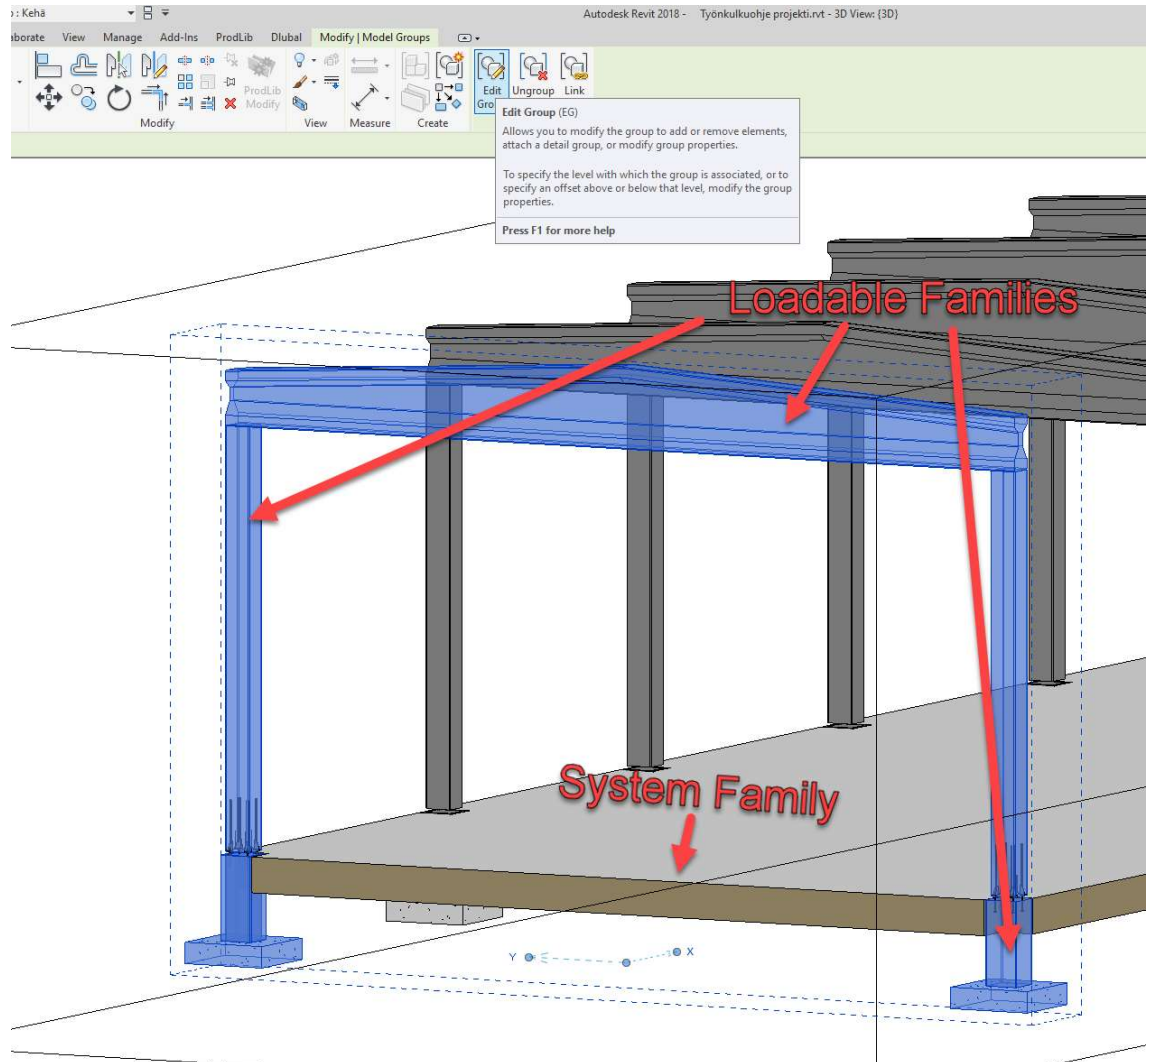 : Kehä
Autodesk Revit 2018 - Työnkulkuohje projekti.rvt - 3D View: {3D}
aborate View Manage Add-Ins ProdLib Dlubal Modify | Model Groups
ProdLib
Modify
Edit Ungroup Link
Modify View Measure Create
Edit Group (EG)
Allows you to modify the group to add or remove elements,
attach a detail group, or modify group properties.
To specify the level with which the group is associated, or to
specify an offset above or below that level, modify the group
properties.
Press F1 for more help
Loadable Families
System Family
Y
X